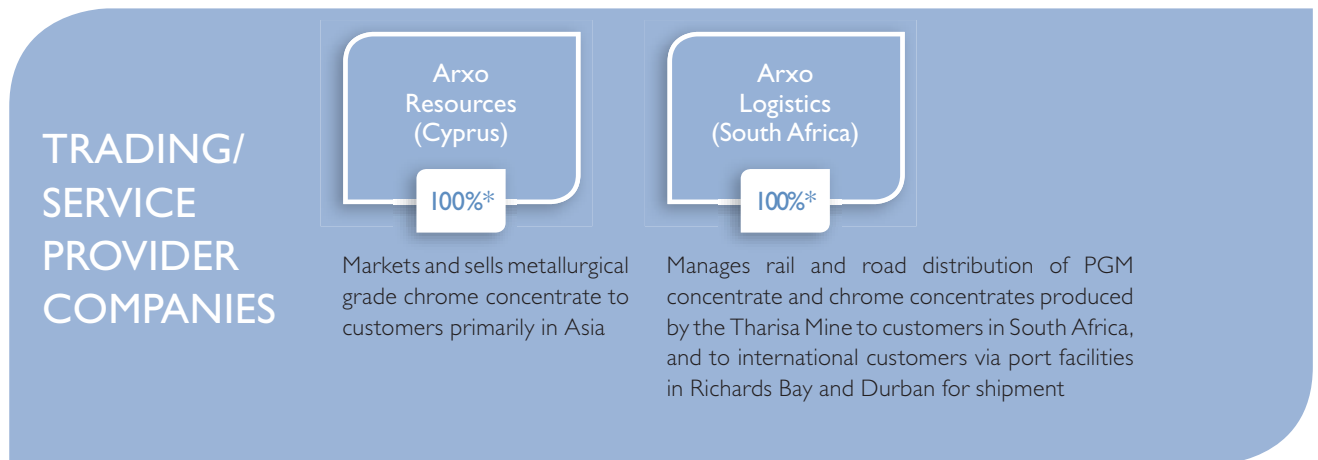 TRADING/
SERVICE
PROVIDER
COMPANIES
Arxo
Resources
(Cyprus)
100%*
Markets and sells metallurgical
grade chrome concentrate to
customers primarily in Asia
Arxo
Logistics
(South Africa)
100%*
Manages rail and road distribution of PGM
concentrate and chrome concentrates produced
by the Tharisa Mine to customers in South Africa,
and to international customers via port facilities
in Richards Bay and Durban for shipment